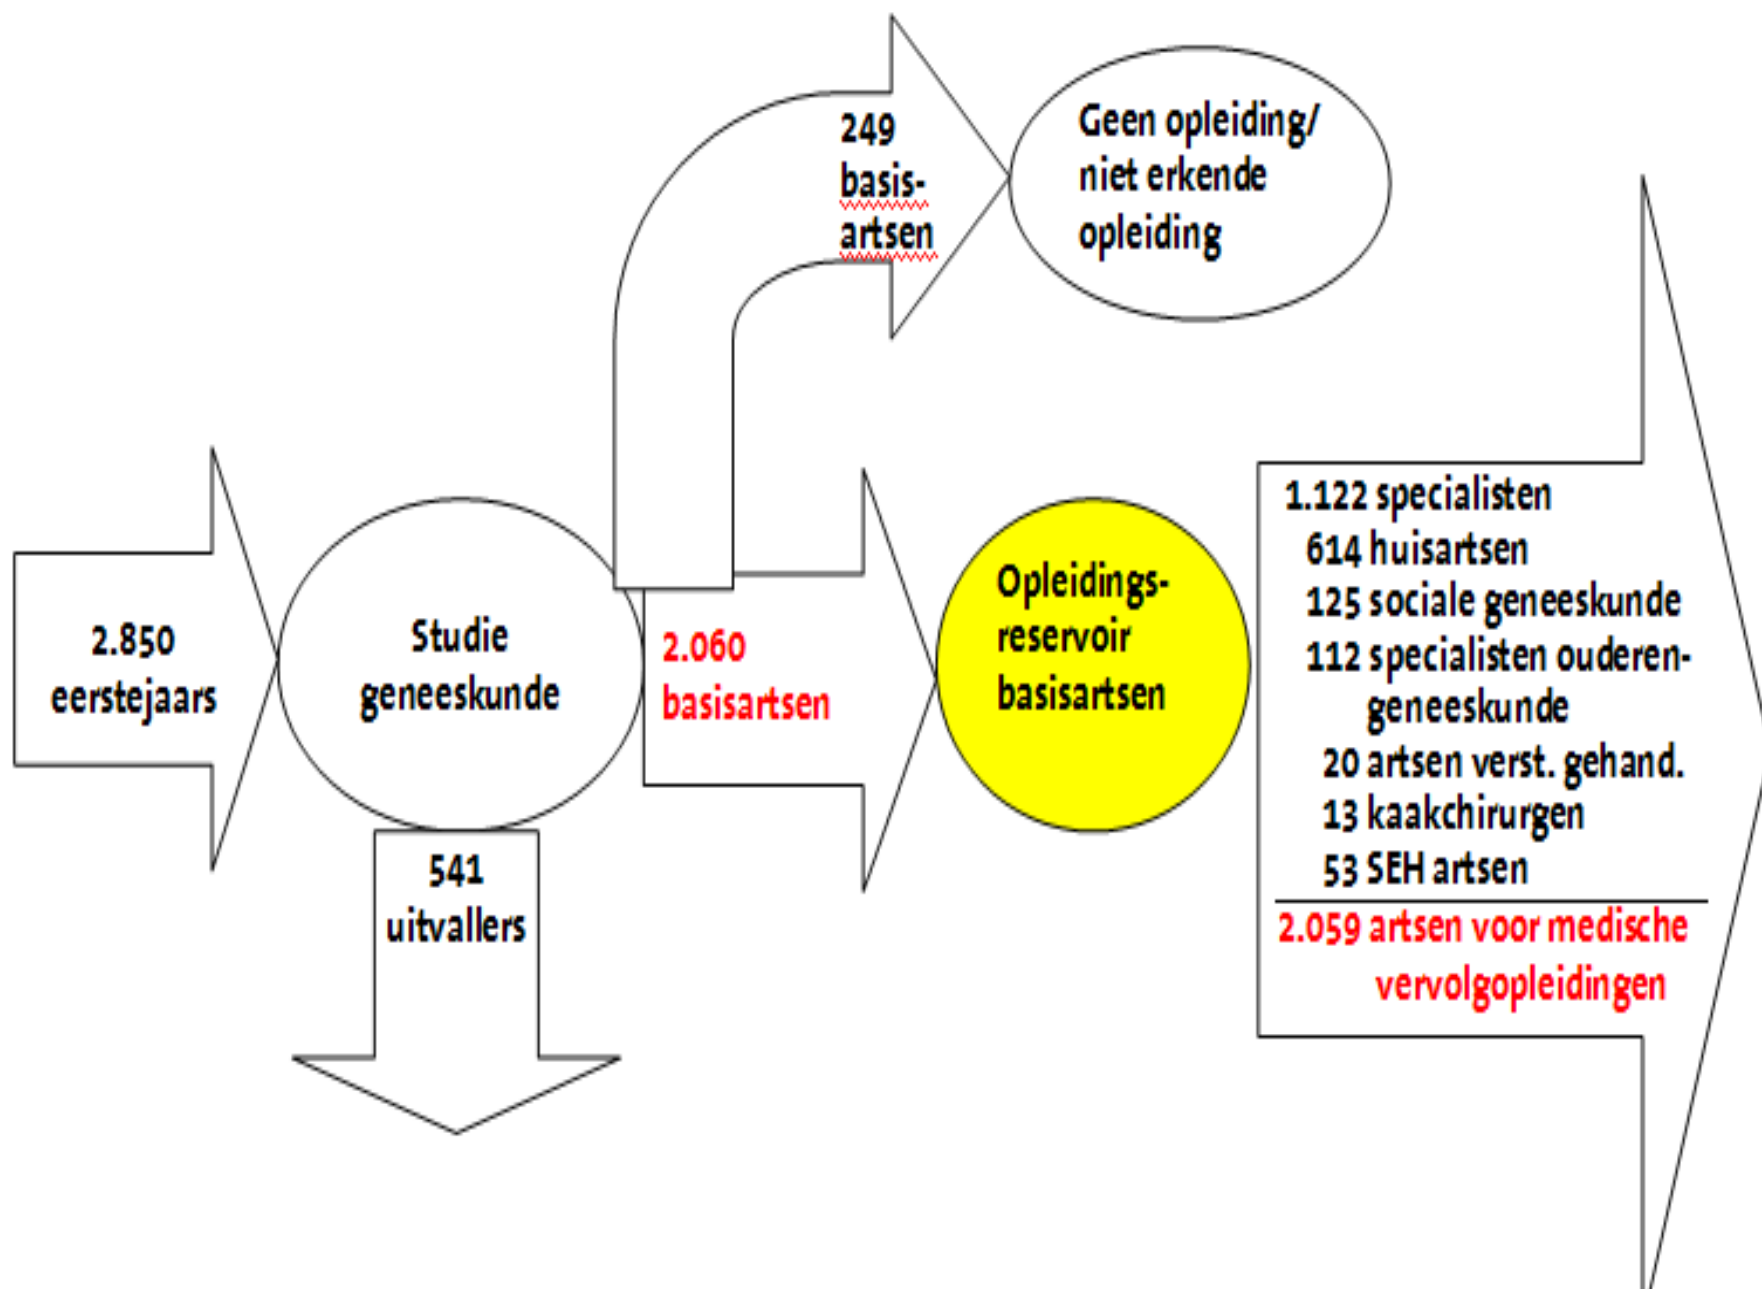 2.850
eerstejaars
Studie
geneeskunde
541
uitvallers
249
basis-
artsen
Geen opleiding/
niet erkende
opleiding
2.060
basisartsen
Opleidings-
reservoir
basisartsen
1.122 specialisten
614 huisartsen
125 sociale geneeskunde
112 specialisten ouderen-
geneeskunde
20 artsen verst. gehand.
13 kaakchirurgen
53 SEH artsen
2.059 artsen voor medische
vervolgopleidingen